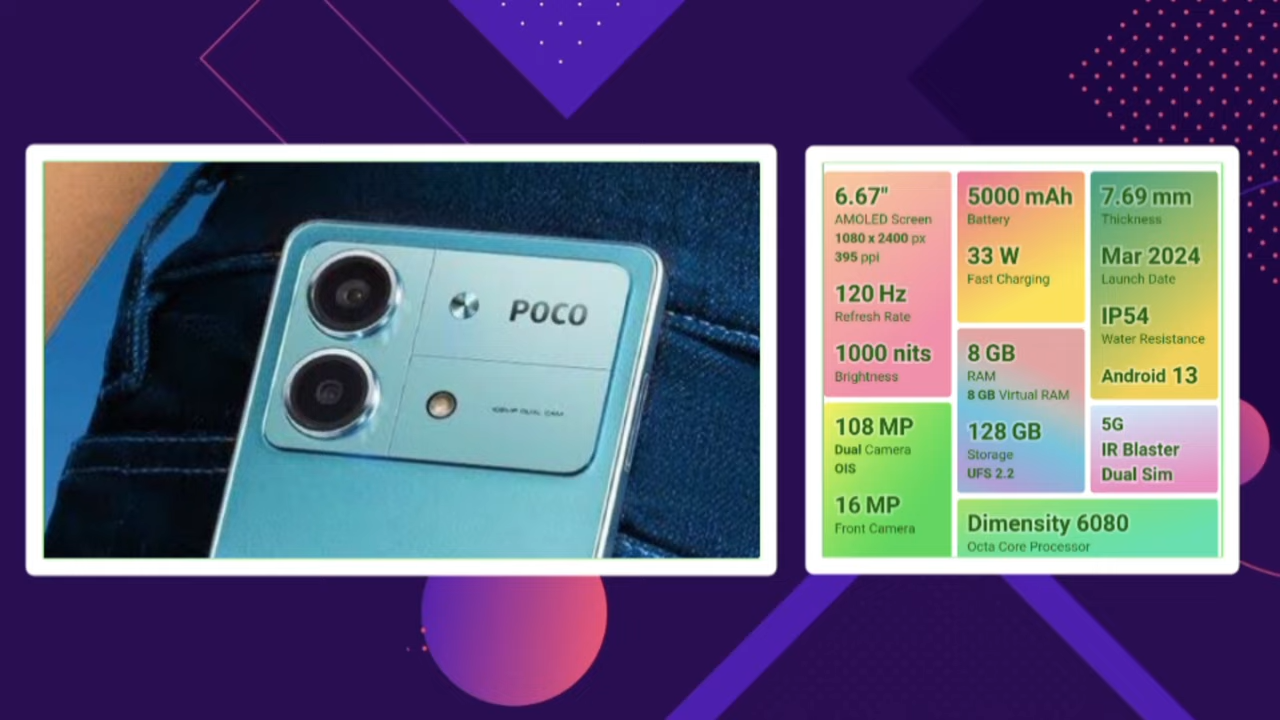 POCO
108MP DUAL CAM
6.67"
AMOLED Screen
1080 x 2400 px
395 ppi
120 Hz
Refresh Rate
1000 nits
Brightness
108 MP
Dual Camera
OIS
16 MP
Front Camera
5000 mAh
Battery
33 W
Fast Charging
8 GB
RAM
8 GB Virtual RAM
128 GB
Storage
UFS 2.2
7.69 mm
Thickness
Mar 2024
Launch Date
IP54
Water Resistance
Android 13
5G
IR Blaster
Dual Sim
Dimensity 6080
Octa Core Processor